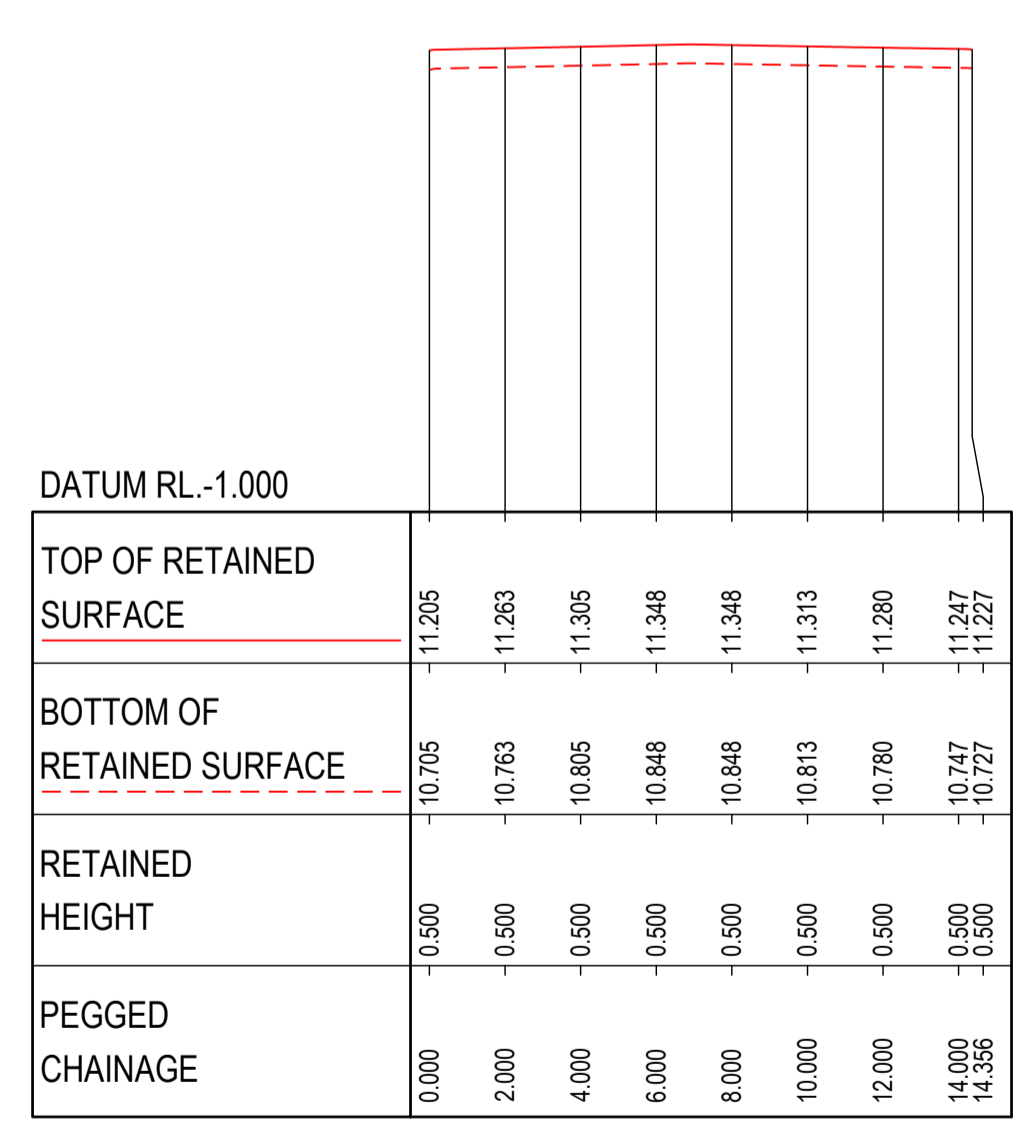 DATUM RL.-1.000
TOP OF RETAINED
SURFACE
11.205 11.263 11.305 11.348 11.348 11.313 11.280 11.247 11.227
BOTTOM OF
RETAINED SURFACE
10.705 10.763 10.805 10.848 10.848 10.813 10.780 10.747 10.727
RETAINED
HEIGHT
0.500 0.500 0.500 0.500 0.500 0.500 0.500 0.500 0.500
PEGGED
CHAINAGE
0.000 2.000 4.000 6.000 8.000 10.000 12.000 14.000 14.356